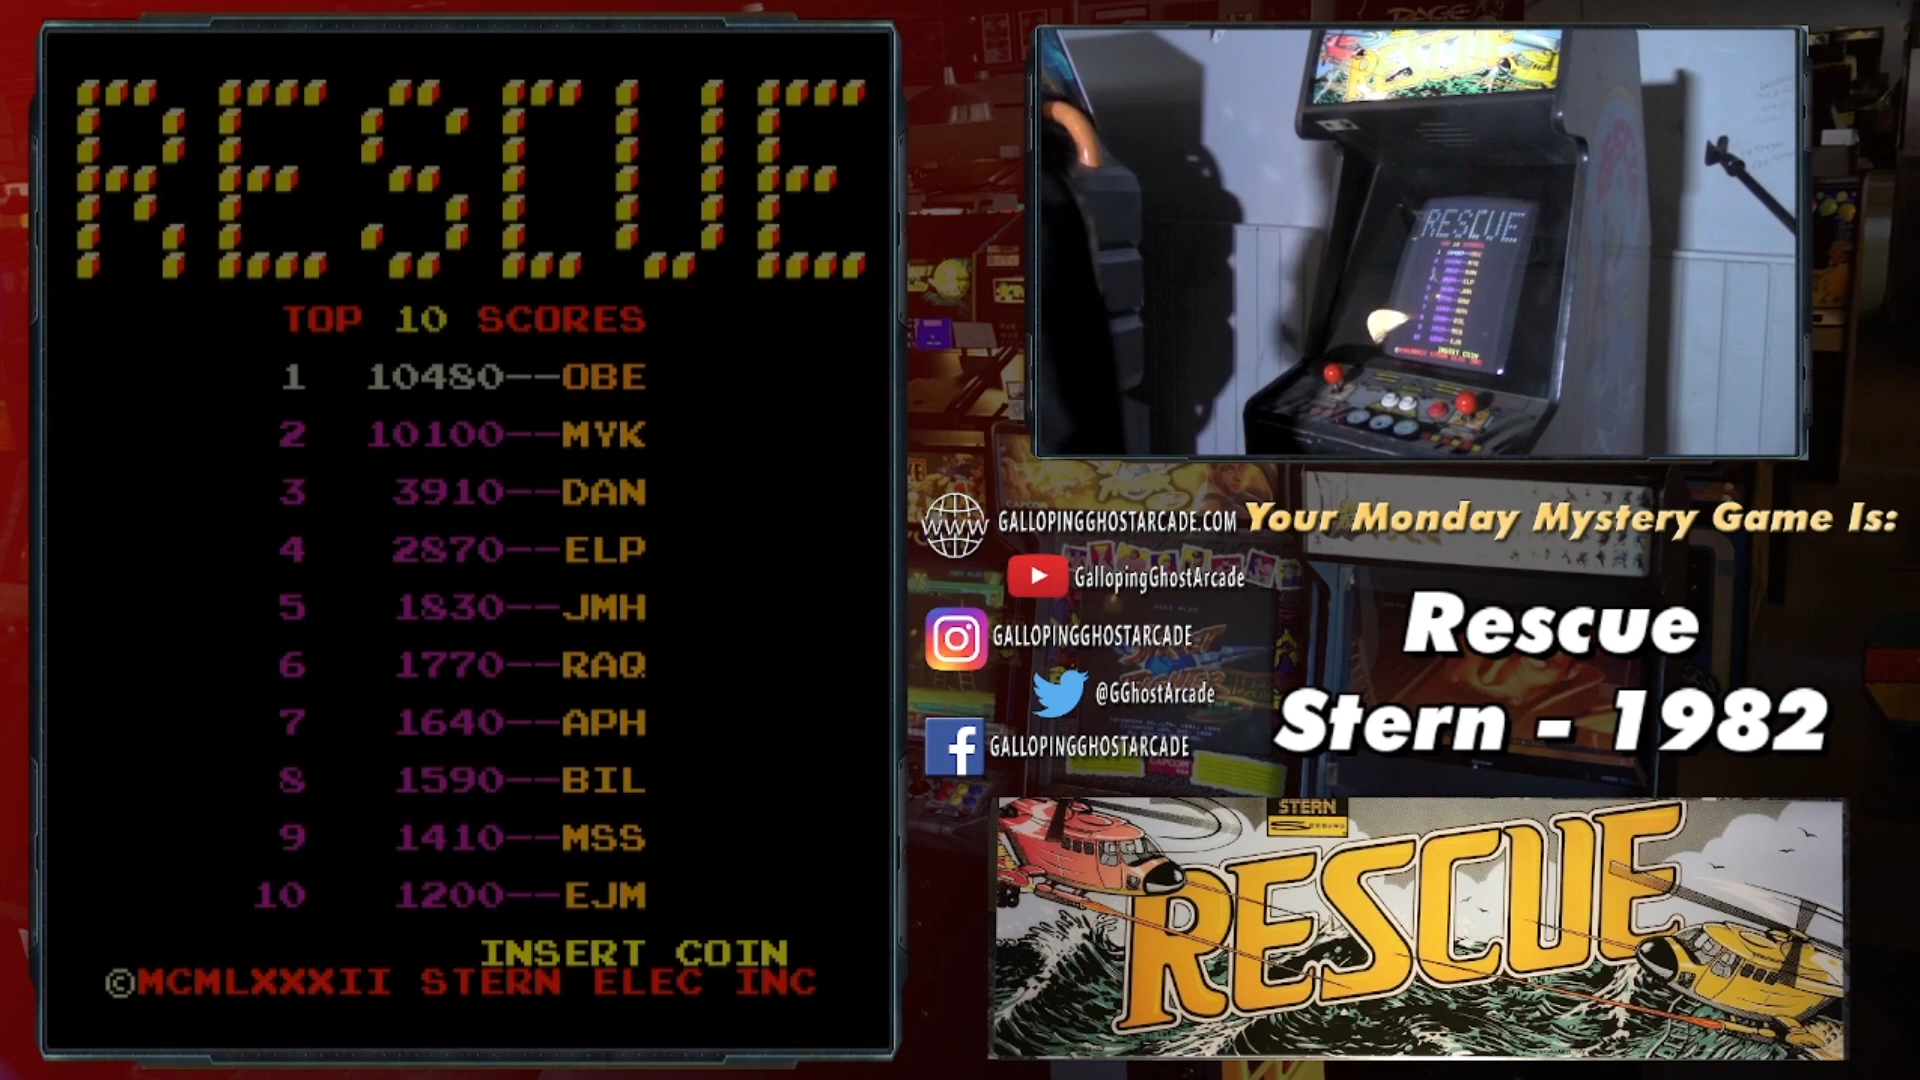 RESCUE
TOP 10 SCORES
1 10480--OBE
2 10100--MYK
3 3910--DAN
4 2870--ELP
5 1830--JMH
6 1770--RAQ
7 1640--APH
8 1590--BIL
9 1410--MSS
10 1200--EJM
INSERT COIN
©MCMLXXXII STERN ELEC INC
RESCUE
RESCUE
INSERT COIN
WWW GALLOPINGGHOSTARCADE.COM
GallopingGhostArcade
GALLOPINGGHOSTARCADE
@GGhostArcade
f GALLOPINGGHOSTARCADE
Your Monday Mystery Game Is:
Rescue
Stern - 1982
STERN
RESCUE